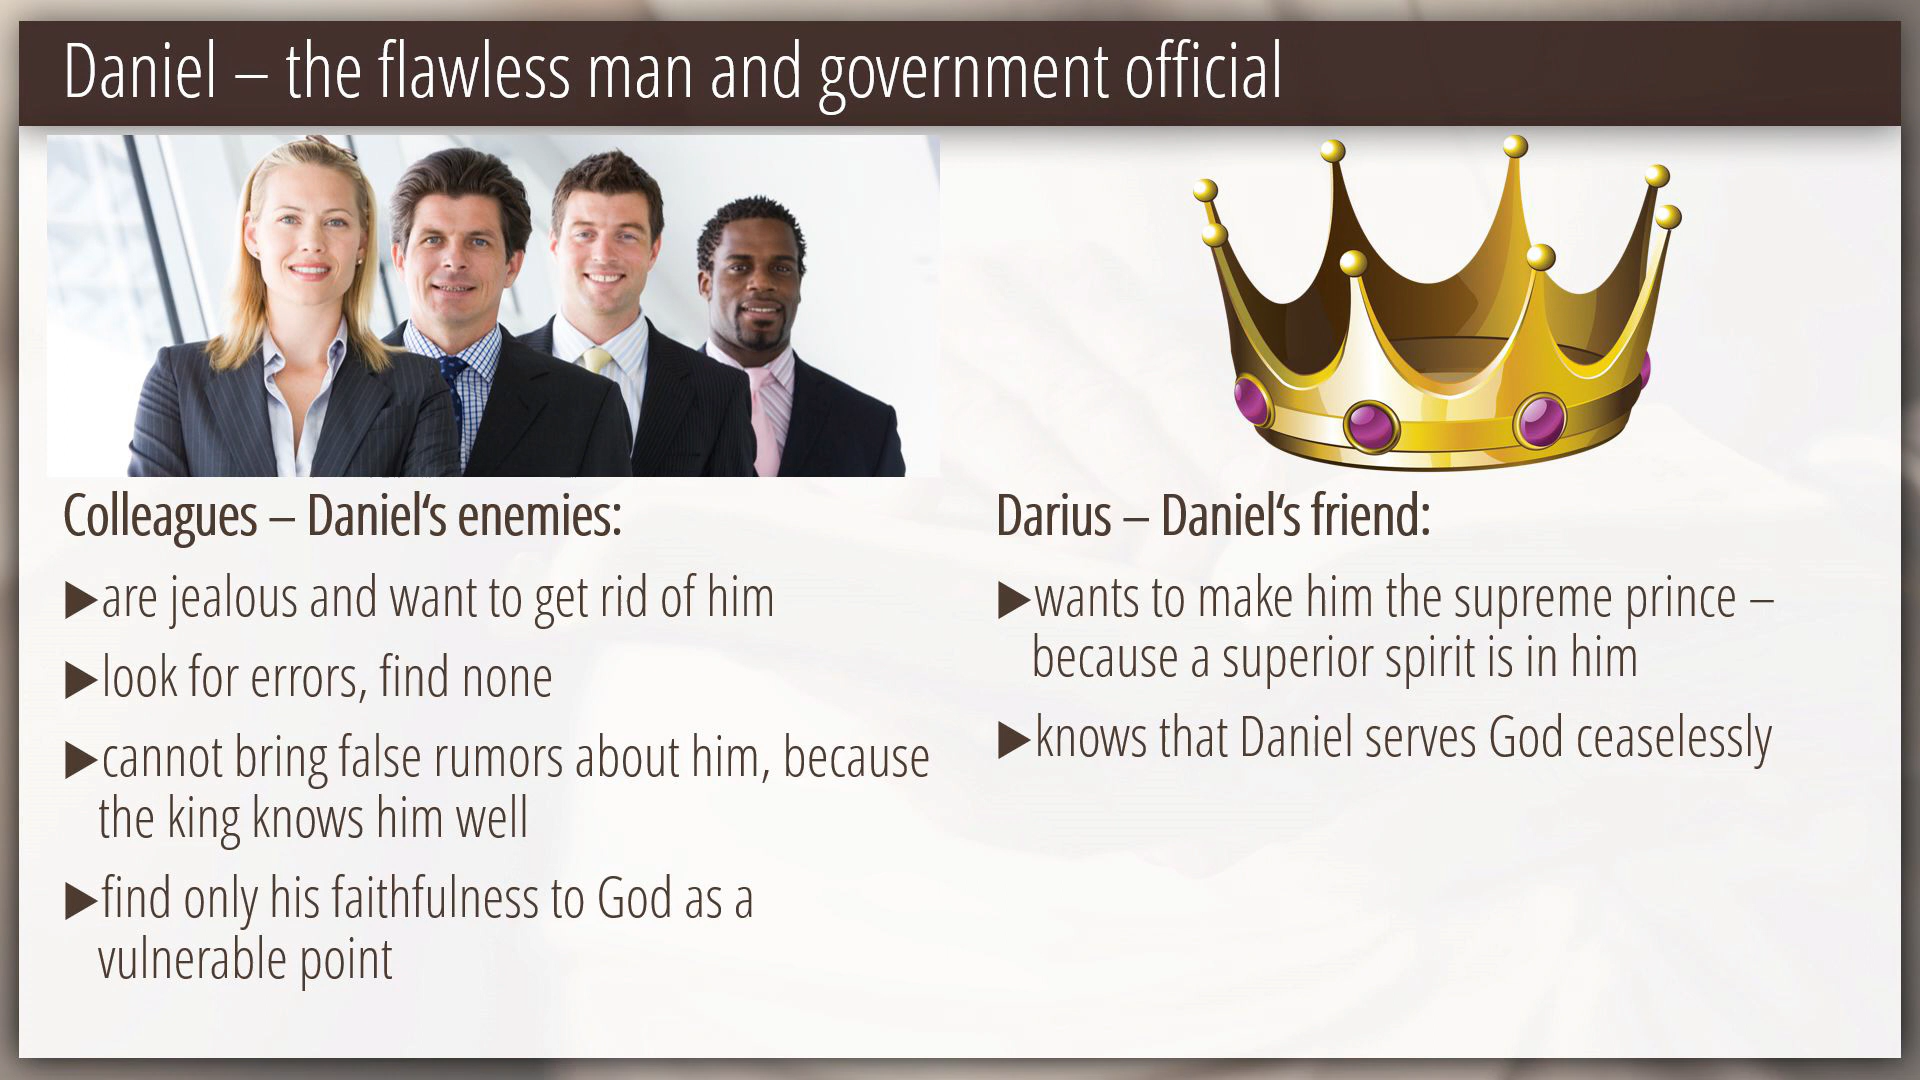 Daniel – the flawless man and government official
Colleagues – Daniel‘s enemies:
▶are jealous and want to get rid of him
▶look for errors, find none
▶cannot bring false rumors about him, because
the king knows him well
▶find only his faithfulness to God as a
vulnerable point
Darius – Daniel‘s friend:
▶wants to make him the supreme prince –
because a superior spirit is in him
▶knows that Daniel serves God ceaselessly